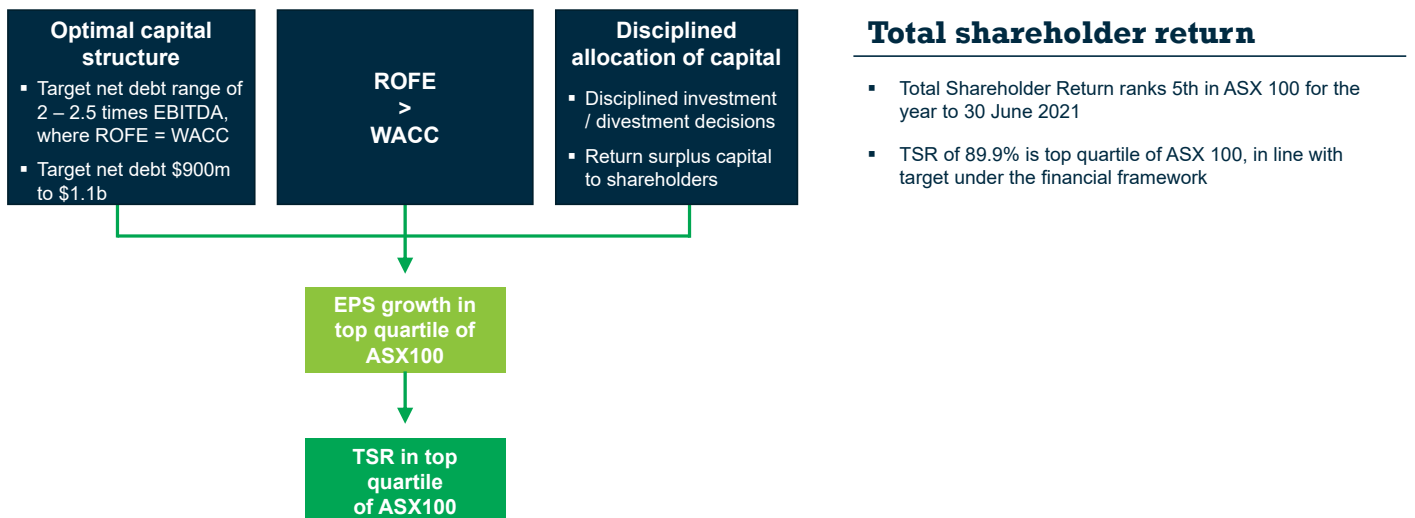 Optimal capital
structure
▪ Target net debt range of
2 – 2.5 times EBITDA,
where ROFE = WACC
▪ Target net debt $900m
to $1.1b
ROFE
>
WACC
Disciplined
allocation of capital
▪ Disciplined investment
/ divestment decisions
▪ Return surplus capital
to shareholders
EPS growth in
top quartile of
ASX100
TSR in top
quartile
of ASX100
Total shareholder return
▪ Total Shareholder Return ranks 5th in ASX 100 for the
year to 30 June 2021
▪ TSR of 89.9% is top quartile of ASX 100, in line with
target under the financial framework